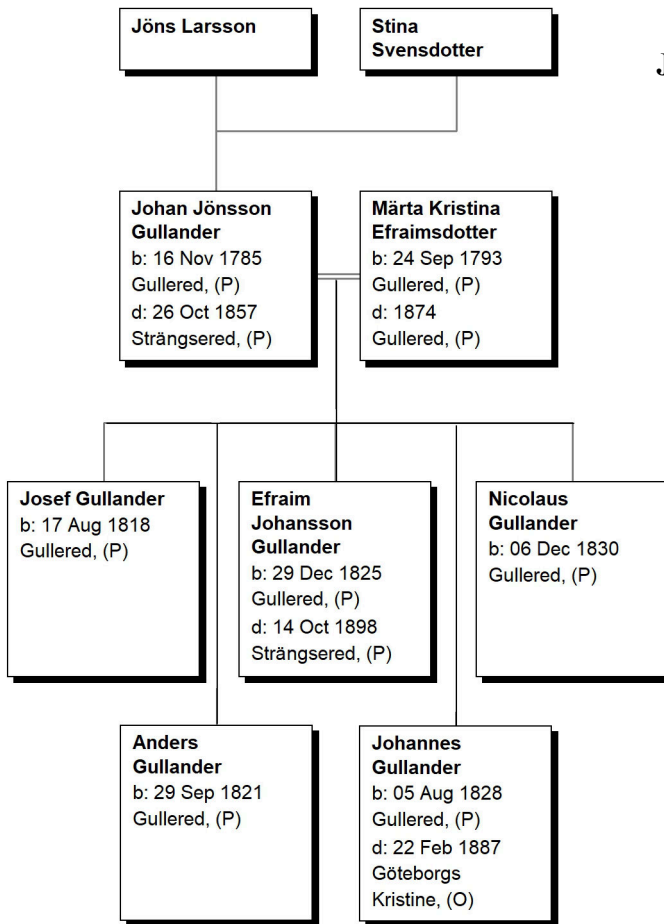 Jöns Larsson
Stina
Svensdotter
J
Johan Jönsson
Gullander
b: 16 Nov 1785
Gullered, (P)
d: 26 Oct 1857
Strängsered, (P)
Märta Kristina
Efraimsdotter
b: 24 Sep 1793
Gullered, (P)
d: 1874
Gullered, (P)
Josef Gullander
b: 17 Aug 1818
Gullered, (P)
Efraim
Johansson
Gullander
b: 29 Dec 1825
Gullered, (P)
d: 14 Oct 1898
Strängsered, (P)
Nicolaus
Gullander
b: 06 Dec 1830
Gullered, (P)
Anders
Gullander
b: 29 Sep 1821
Gullered, (P)
Johannes
Gullander
b: 05 Aug 1828
Gullered, (P)
d: 22 Feb 1887
Göteborgs
Kristine, (O)